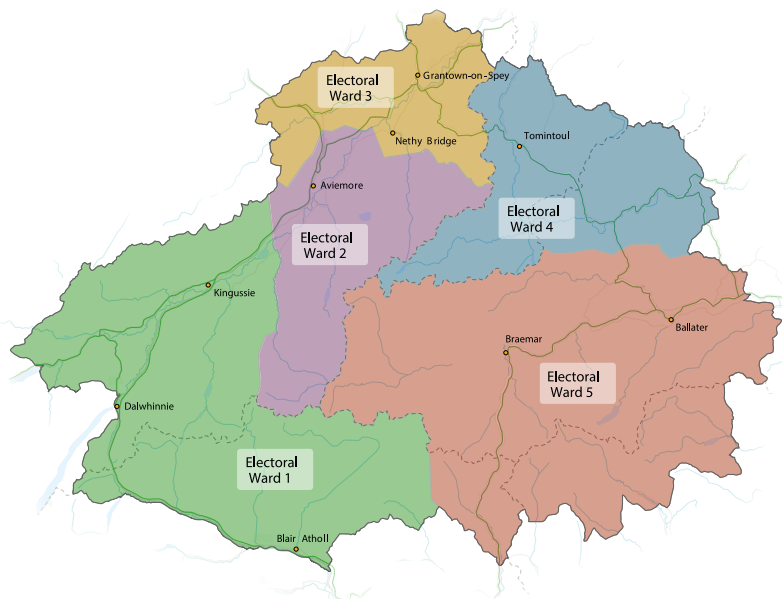 Electoral
Ward 3
Grantown-on-Spey
Nethy Bridge
Tomintoul
Aviemore
Electoral
Ward 4
Electoral
Ward 2
Kingussie
Ballater
Braemar
Electoral
Ward 5
Dalwhinnie
Electoral
Ward 1
Blair Atholl